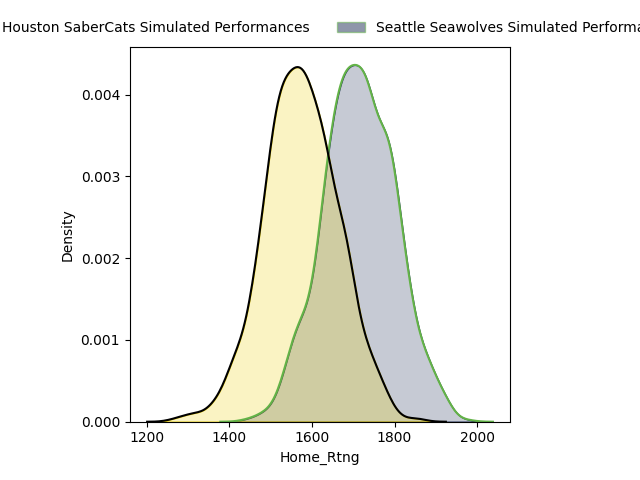 Houston SaberCats Simulated Performances
Seattle Seawolves Simulated
0.004
0.003
0.002
0.001
0.000
Density
1200 1400 1600 1800 2000
Home_Rtng